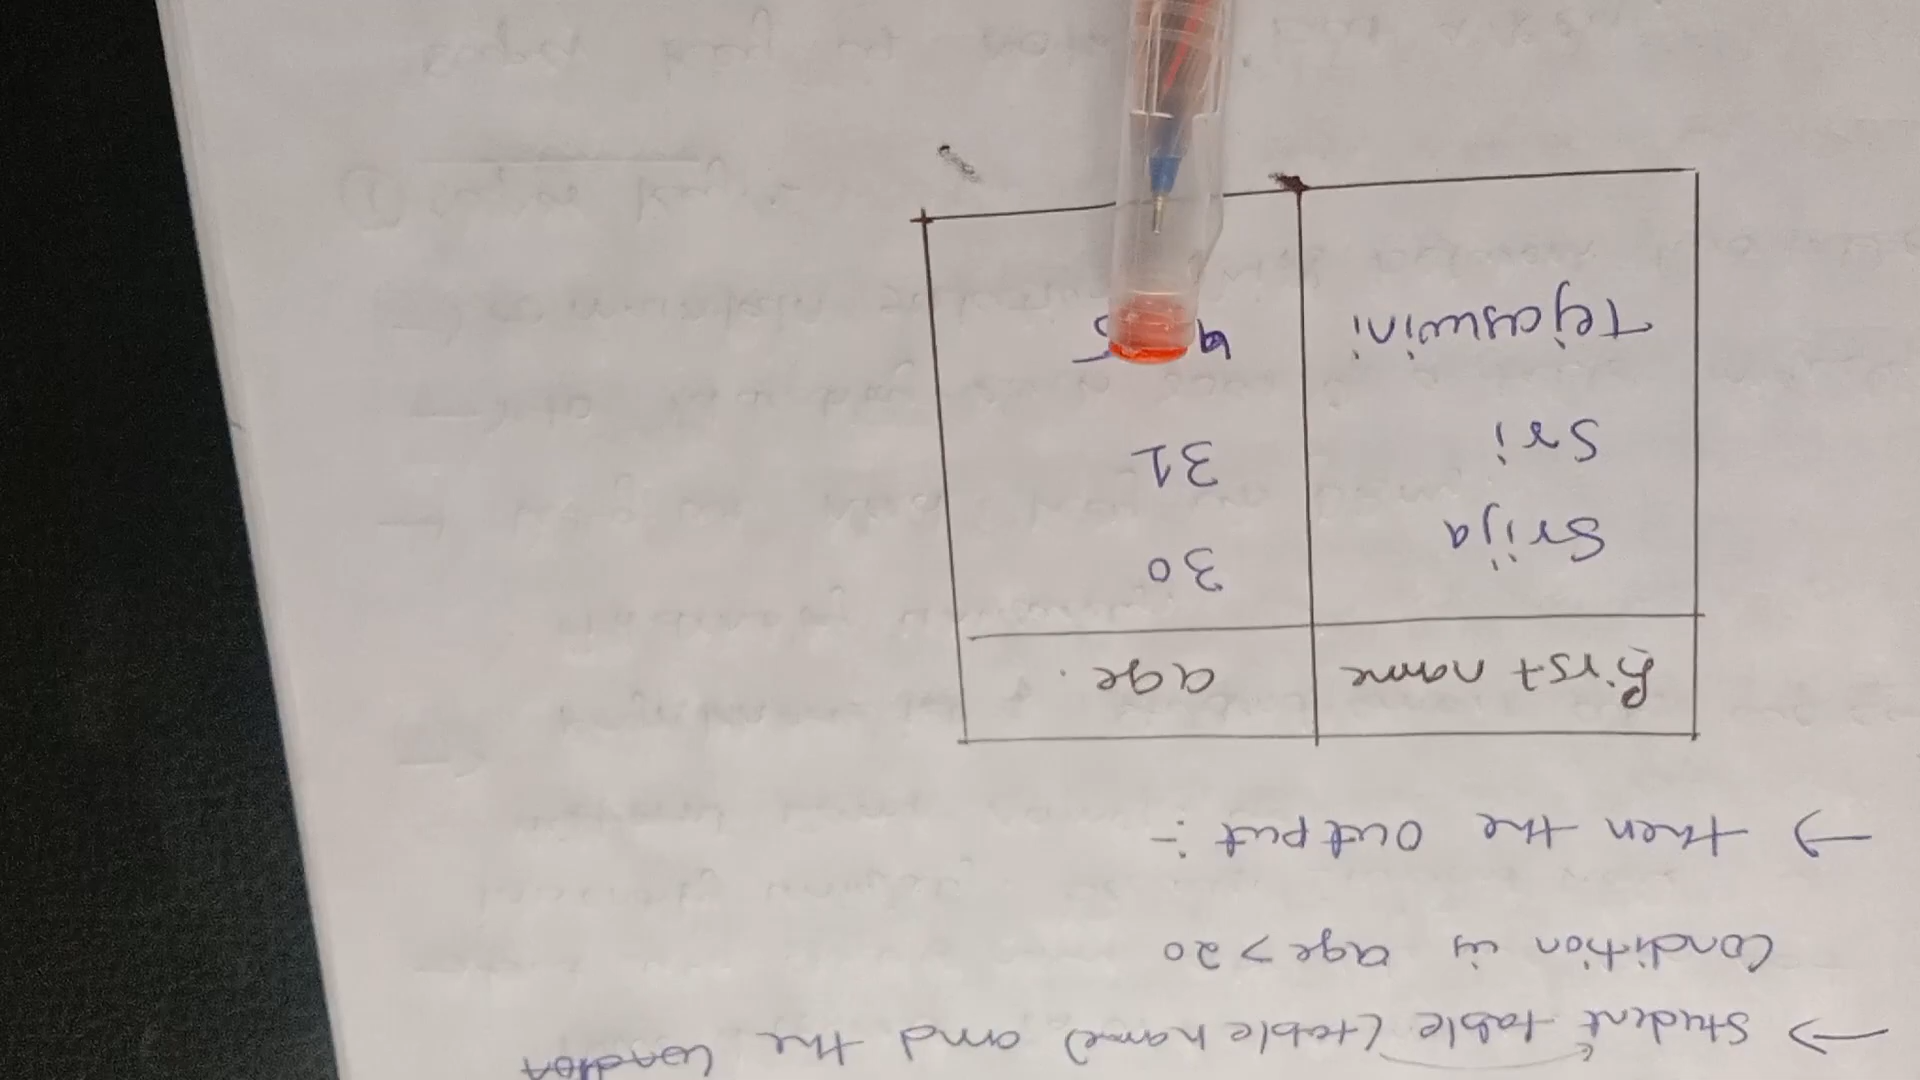 → Student table (table name) and the
Condition is age > 20
→ then the output :-
first name age.
Srija 30
Sri 31
Tejaswini